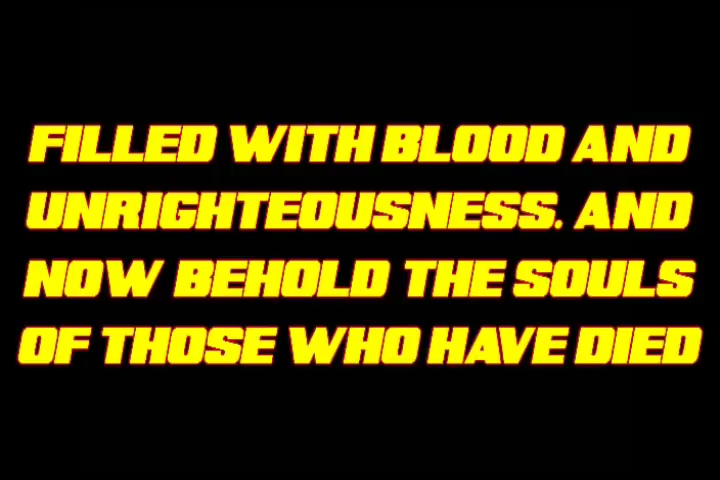 FILLED WITH BLOOD AND
UNRIGHTEOUSNESS. AND
NOW BEHOLD THE SOULS
OF THOSE WHO HAVE DIED